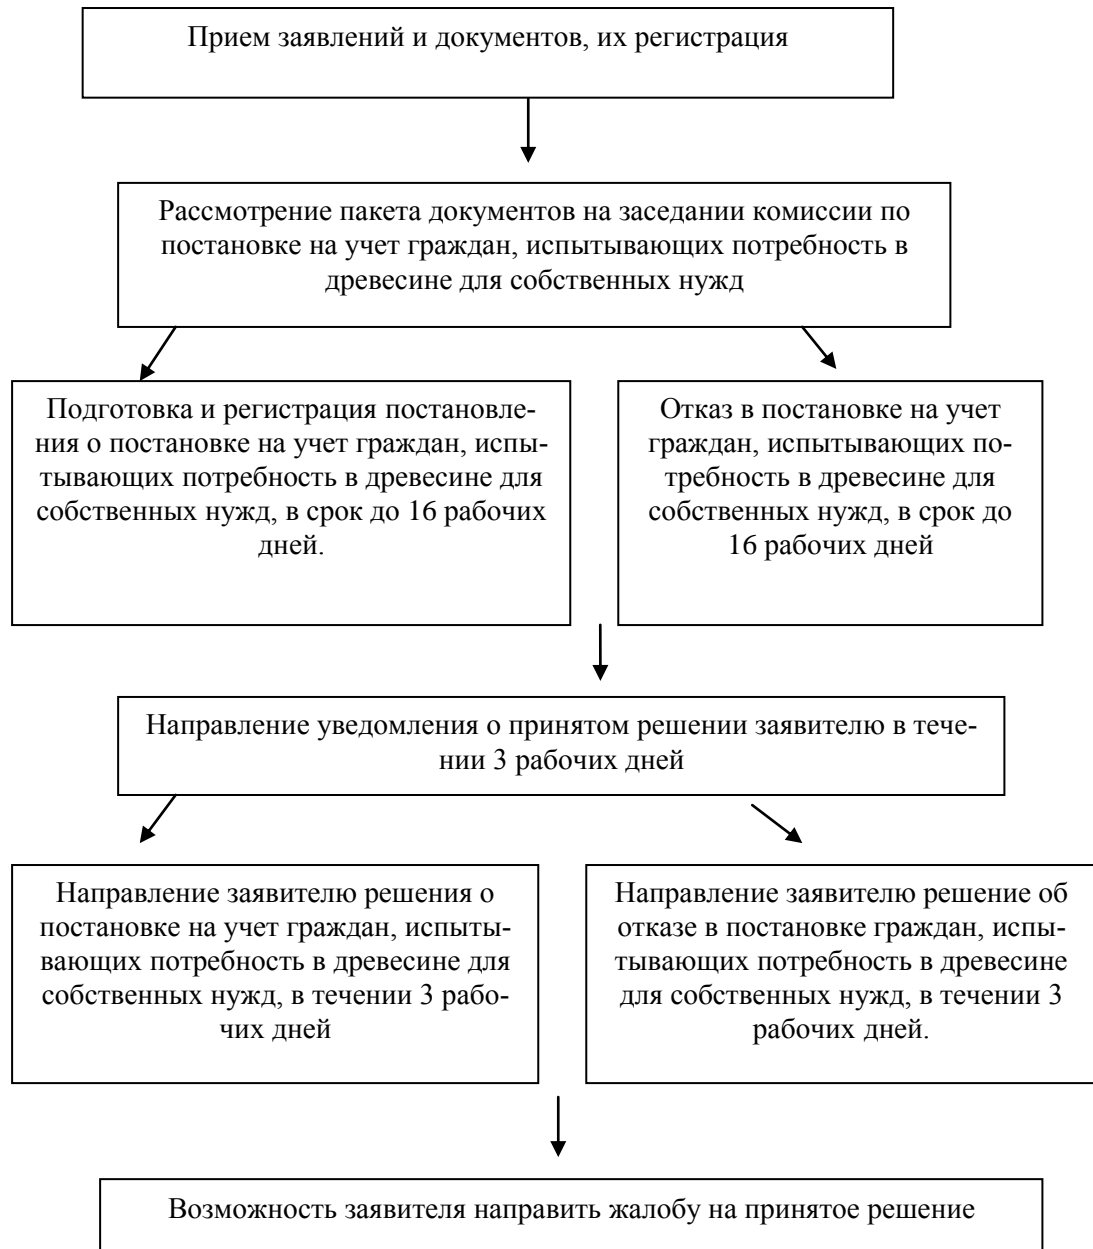 Прием заявлений и документов, их регистрация
Рассмотрение пакета документов на заседании комиссии по
постановке на учет граждан, испытывающих потребность в
древесине для собственных нужд
Подготовка и регистрация постановле-
ния о постановке на учет граждан, испы-
тывающих потребность в древесине для
собственных нужд, в срок до 16 рабочих
дней.
Отказ в постановке на учет
граждан, испытывающих по-
требность в древесине для
собственных нужд, в срок до
16 рабочих дней
Направление уведомления о принятом решении заявителю в тече-
нии 3 рабочих дней
Направление заявителю решения о
постановке на учет граждан, испыты-
вающих потребность в древесине для
собственных нужд, в течении 3 рабо-
чих дней
Направление заявителю решение об
отказе в постановке граждан, испы-
тывающих потребность в древесине
для собственных нужд, в течении 3
рабочих дней.
Возможность заявителя направить жалобу на принятое решение